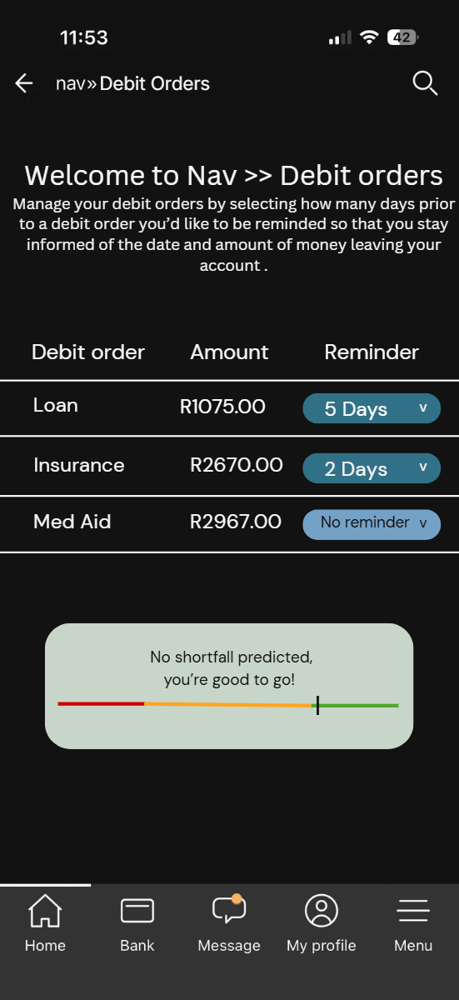 11:53
42
nav»Debit Orders
Welcome to Nav >> Debit orders
Manage your debit orders by selecting how many days prior
to a debit order you’d like to be reminded so that you stay
informed of the date and amount of money leaving your
account .
Debit order Amount Reminder
Loan R1075.00 5 Days v
Insurance R2670.00 2 Days v
Med Aid R2967.00 No reminder v
No shortfall predicted,
you’re good to go!
Home Bank Message My profile Menu